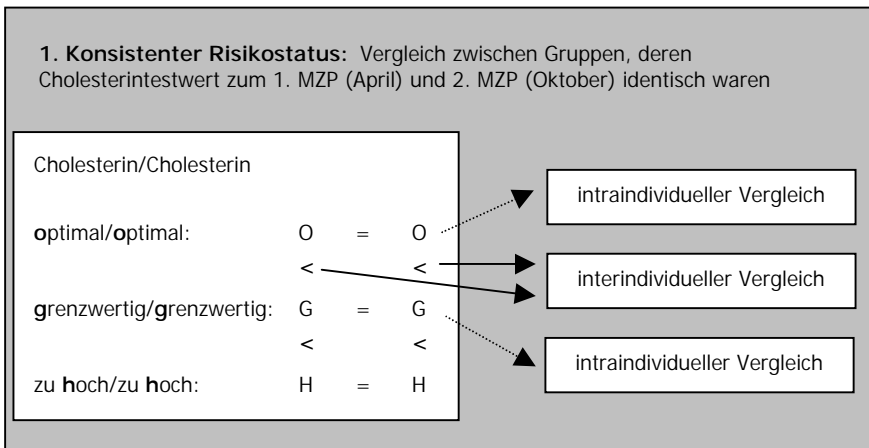 1. Konsistenter Risikostatus: Vergleich zwischen Gruppen, deren
Cholesterintestwert zum 1. MZP (April) und 2. MZP (Oktober) identisch waren
Cholesterin/Cholesterin
optimal/optimal: O = O
< <
grenzwertig/grenzwertig: G = G
< <
zu hoch/zu hoch: H = H
intraindividueller Vergleich
interindividueller Vergleich
intraindividueller Vergleich